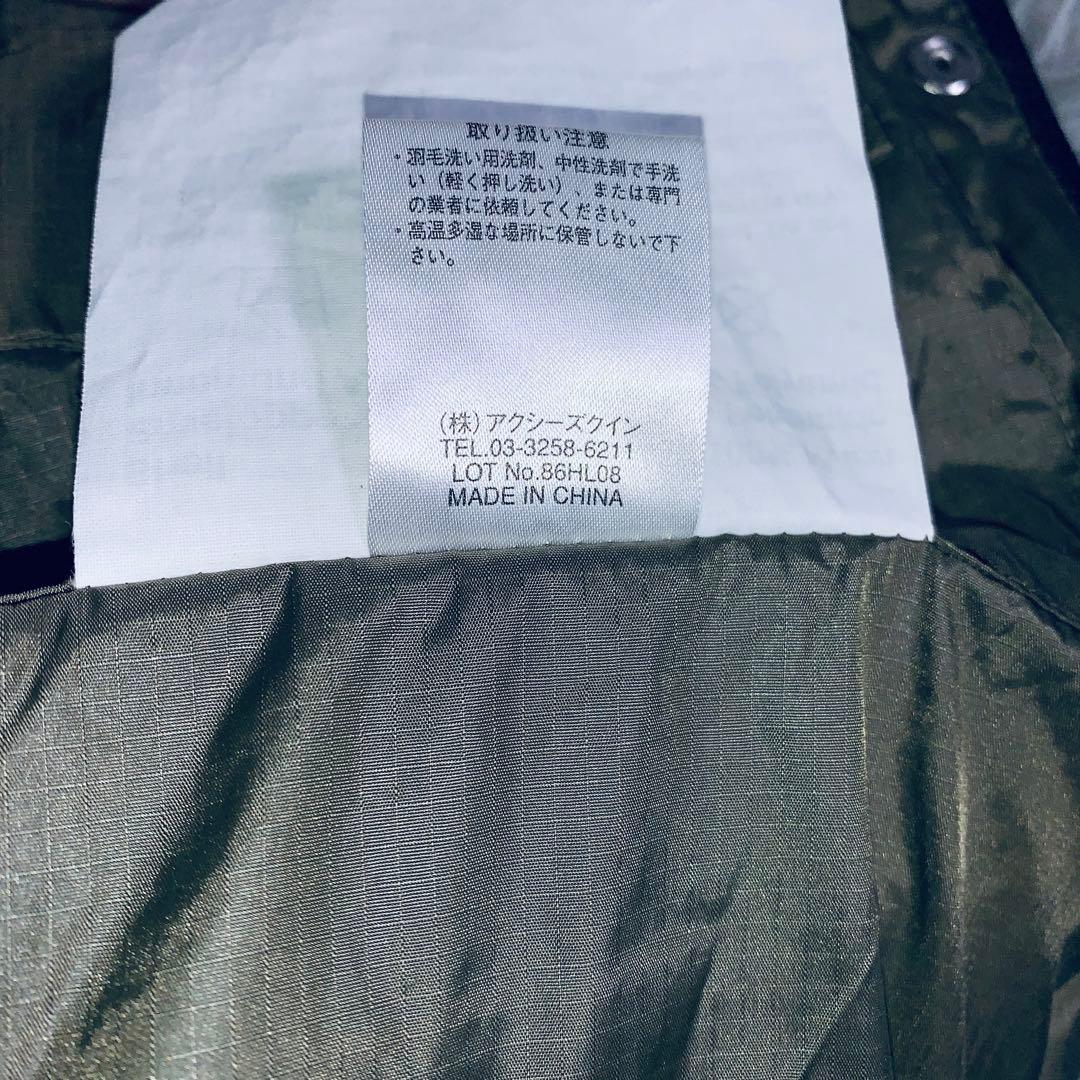 取り扱い注意
・羽毛洗い用洗剤、中性洗剤で手洗
い（軽く押し洗い）、または専門
の業者に依頼してください。
・高温多湿な場所に保管しないで下
さい。
(株)アクシーズクイン
TEL.03-3258-6211
LOT No.86HL08
MADE IN CHINA